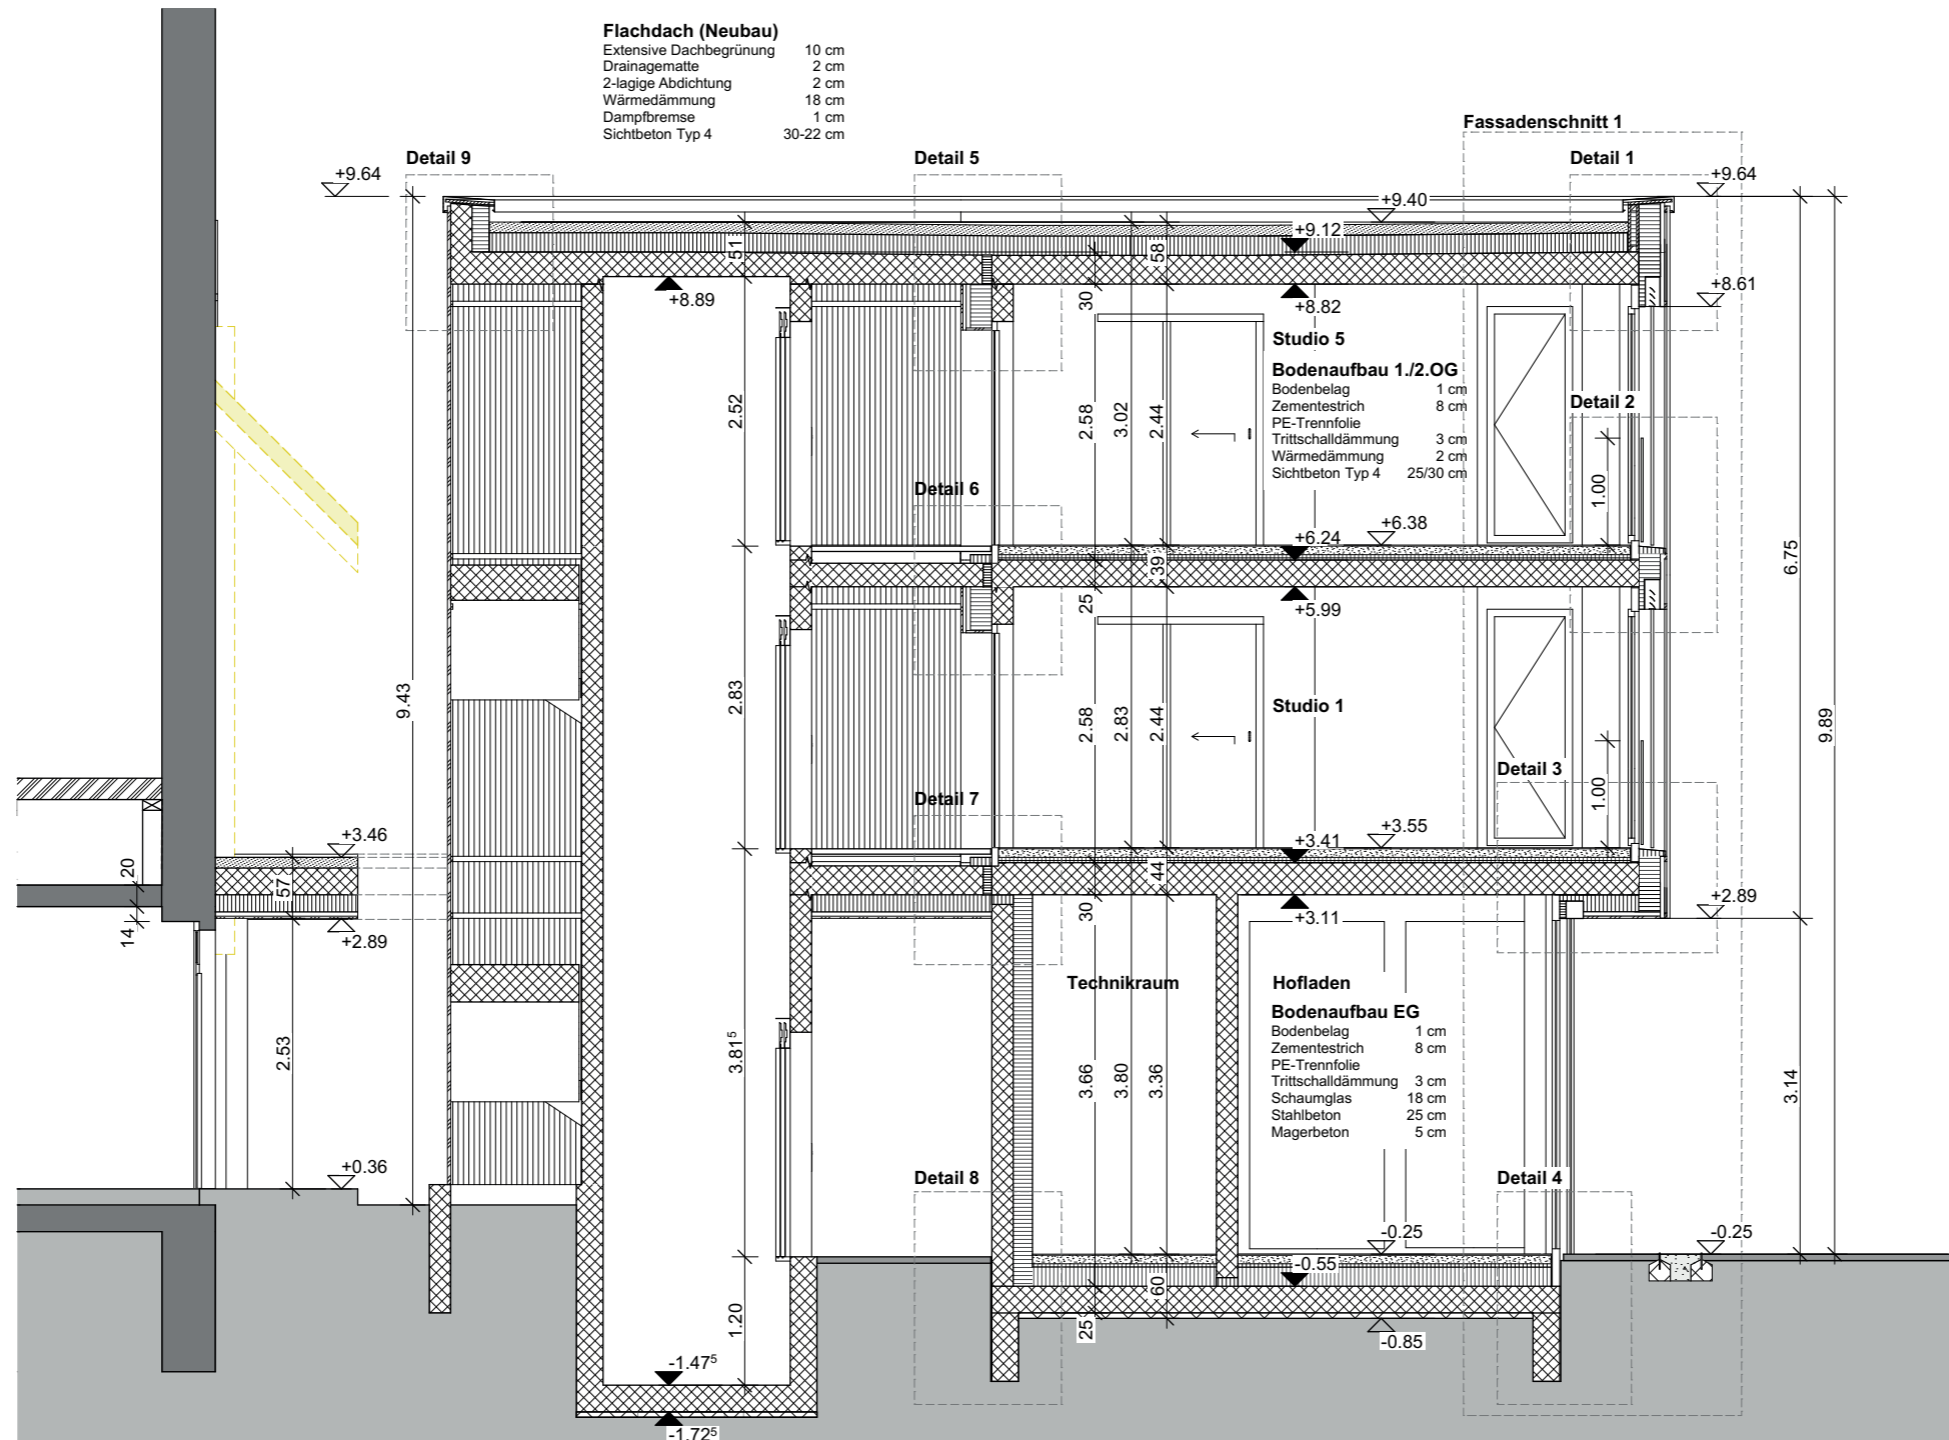 Flachdach (Neubau)
Extensive Dachbegrünung 10 cm
Drainagematte 2 cm
2-lagige Abdichtung 2 cm
Wärmedämmung 18 cm
Dampfbremse 1 cm
Sichtbeton Typ 4 30-22 cm
Fassadenschnitt 1
Detail 9
Detail 5
Detail 1
+9.64
+9.64
+9.40
+9.12
51
58
+8.89
30
+8.82
+8.61
Studio 5
Bodenaufbau 1./2.OG
Bodenbelag 1 cm
Zementestrich 8 cm
PE-Trennfolie
Trittschalldämmung 3 cm
Wärmedämmung 2 cm
Sichtbeton Typ 4 25/30 cm
Detail 2
2.52
2.58
3.02
2.44
1.00
Detail 6
+6.38
+6.24
39
25
+5.99
6.75
9.43
2.83
2.58
2.83
2.44
Studio 1
9.89
Detail 3
1.00
Detail 7
+3.46
+3.55
+3.41
20
57
44
30
14
+2.89
+3.11
+2.89
Technikraum
Hofladen
Bodenaufbau EG
Bodenbelag 1 cm
Zementestrich 8 cm
PE-Trennfolie
Trittschalldämmung 3 cm
Schaumglas 18 cm
Stahlbeton 25 cm
Magerbeton 5 cm
2.53
3.81⁵
3.66
3.80
3.36
3.14
+0.36
Detail 8
Detail 4
-0.25
-0.25
-0.55
60
1.20
25
-0.85
-1.47⁵
-1.72⁵